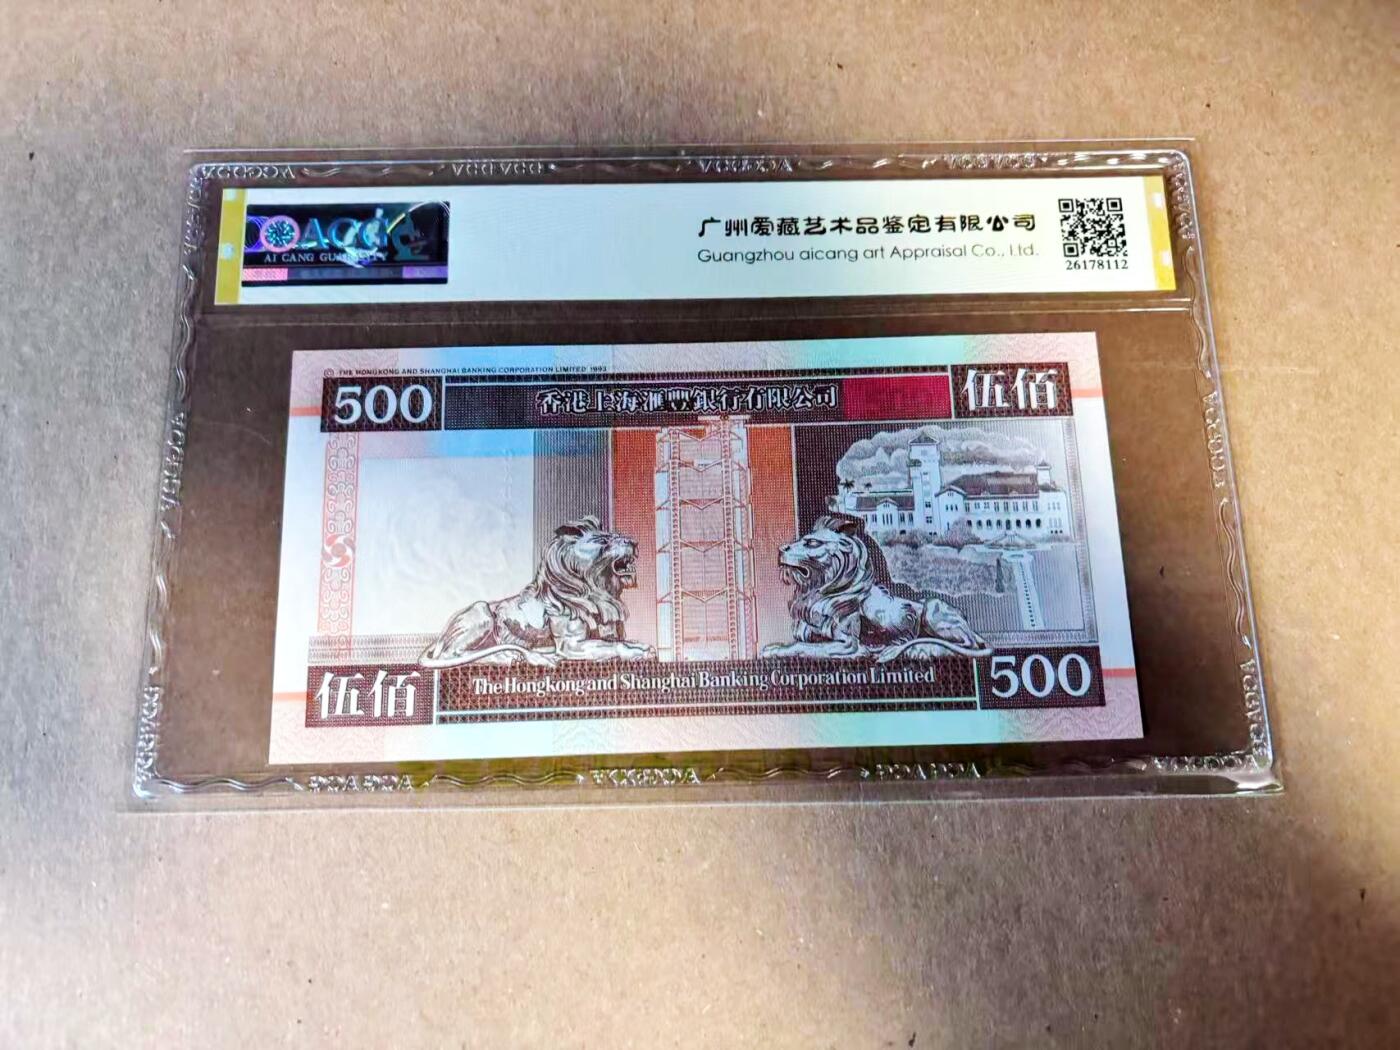 ACG
AI CANG GUANGITY
广州爱藏艺术品鉴定有限公司
Guangzhou aicang art Appraisal Co., Ltd.
26178112
© THE HONGKONG AND SHANGHAI BANKING CORPORATION LIMITED 1993
500
香港上海滙豐銀行有限公司
伍佰
伍佰
The Hongkong and Shanghai Banking Corporation Limited
500